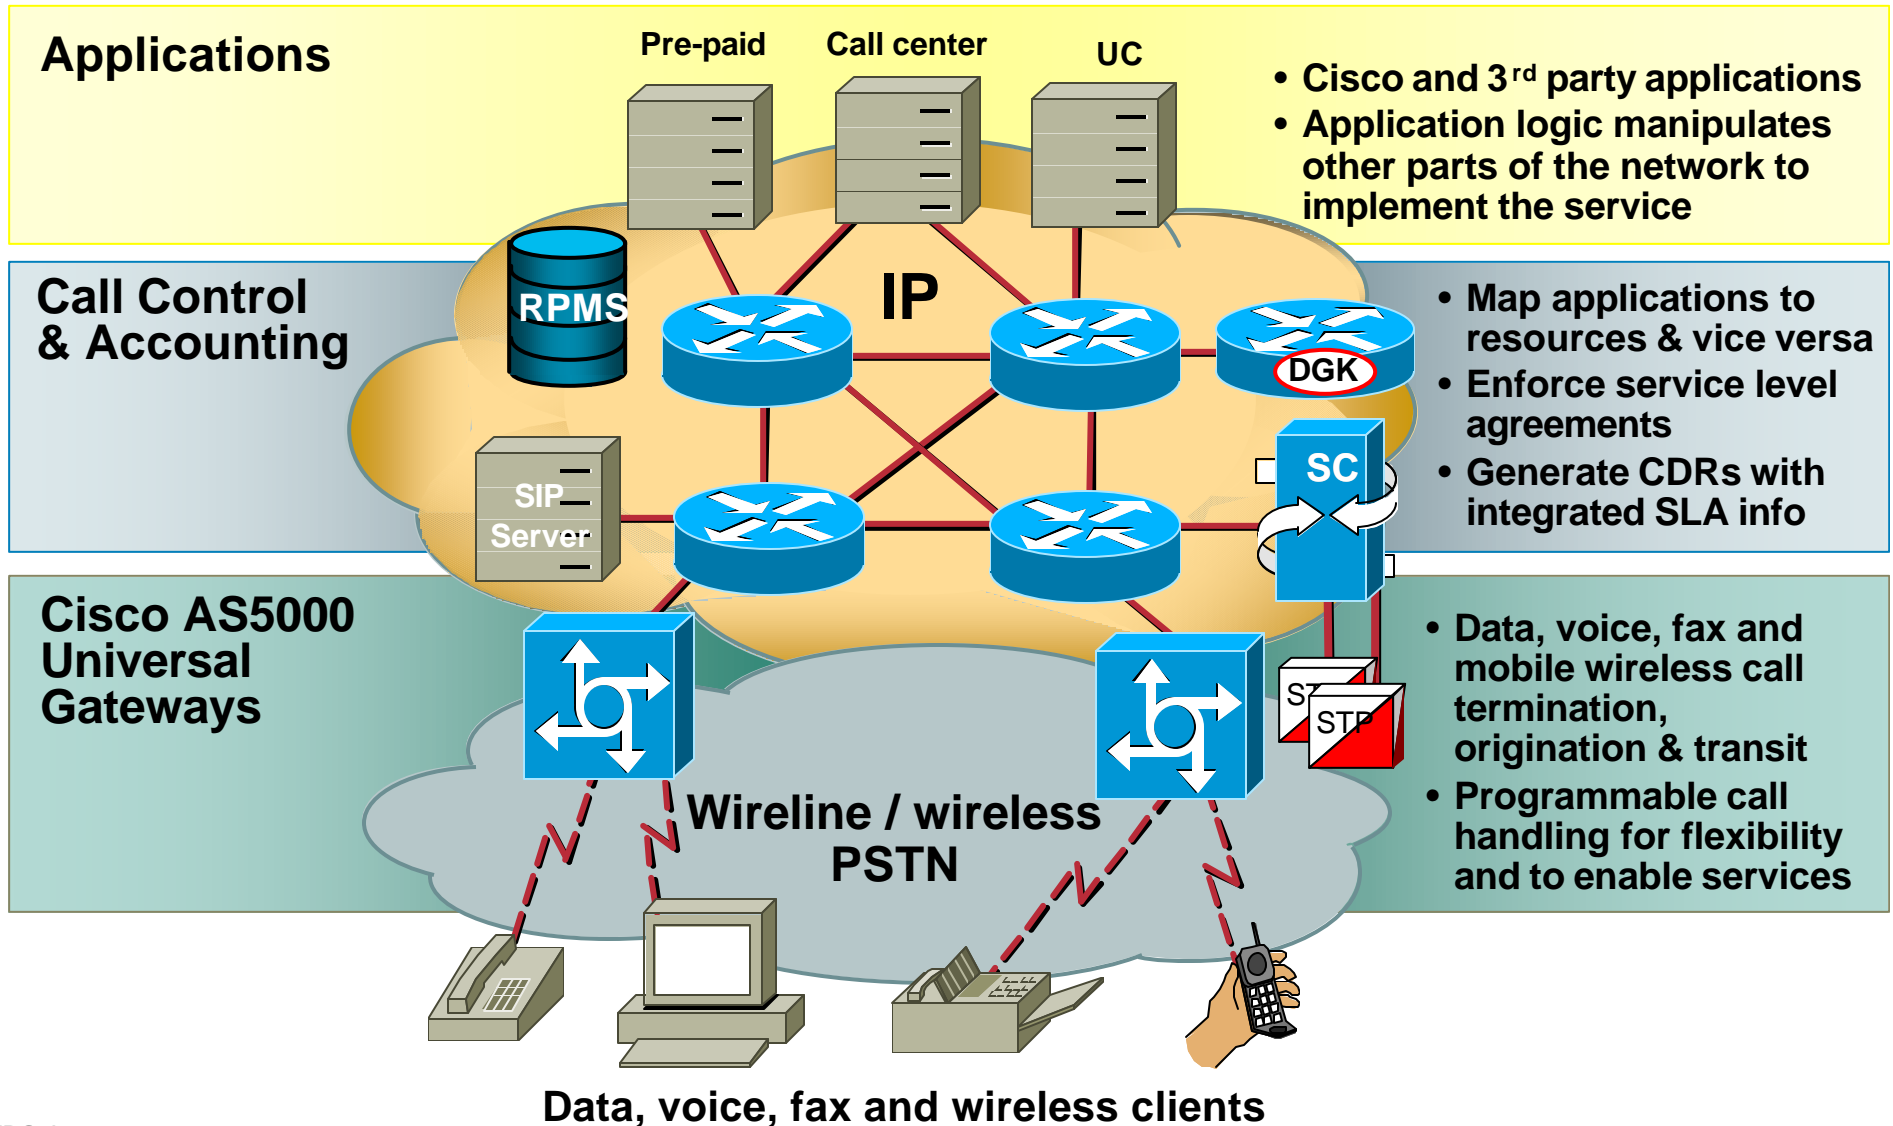 Applications
Pre-paid
Call center
UC
• Cisco and 3rd party applications
• Application logic manipulates
other parts of the network to
implement the service
Call Control
& Accounting
RPMS
IP
DGK
SIP
Server
SC
• Map applications to
resources & vice versa
• Enforce service level
agreements
• Generate CDRs with
integrated SLA info
Cisco AS5000
Universal
Gateways
STP
Wireline / wireless
PSTN
• Data, voice, fax and
mobile wireless call
termination,
origination & transit
• Programmable call
handling for flexibility
and to enable services
Data, voice, fax and wireless clients